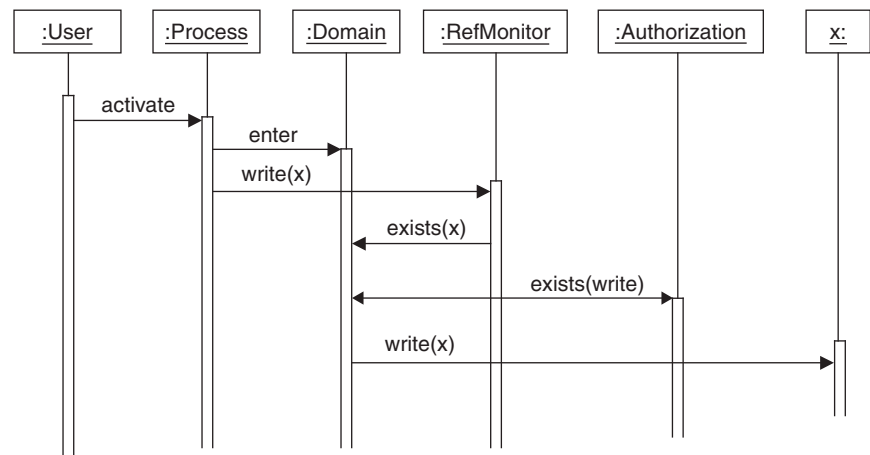 :User
:Process
:Domain
:RefMonitor
:Authorization
x:
activate
enter
write(x)
exists(x)
exists(write)
write(x)